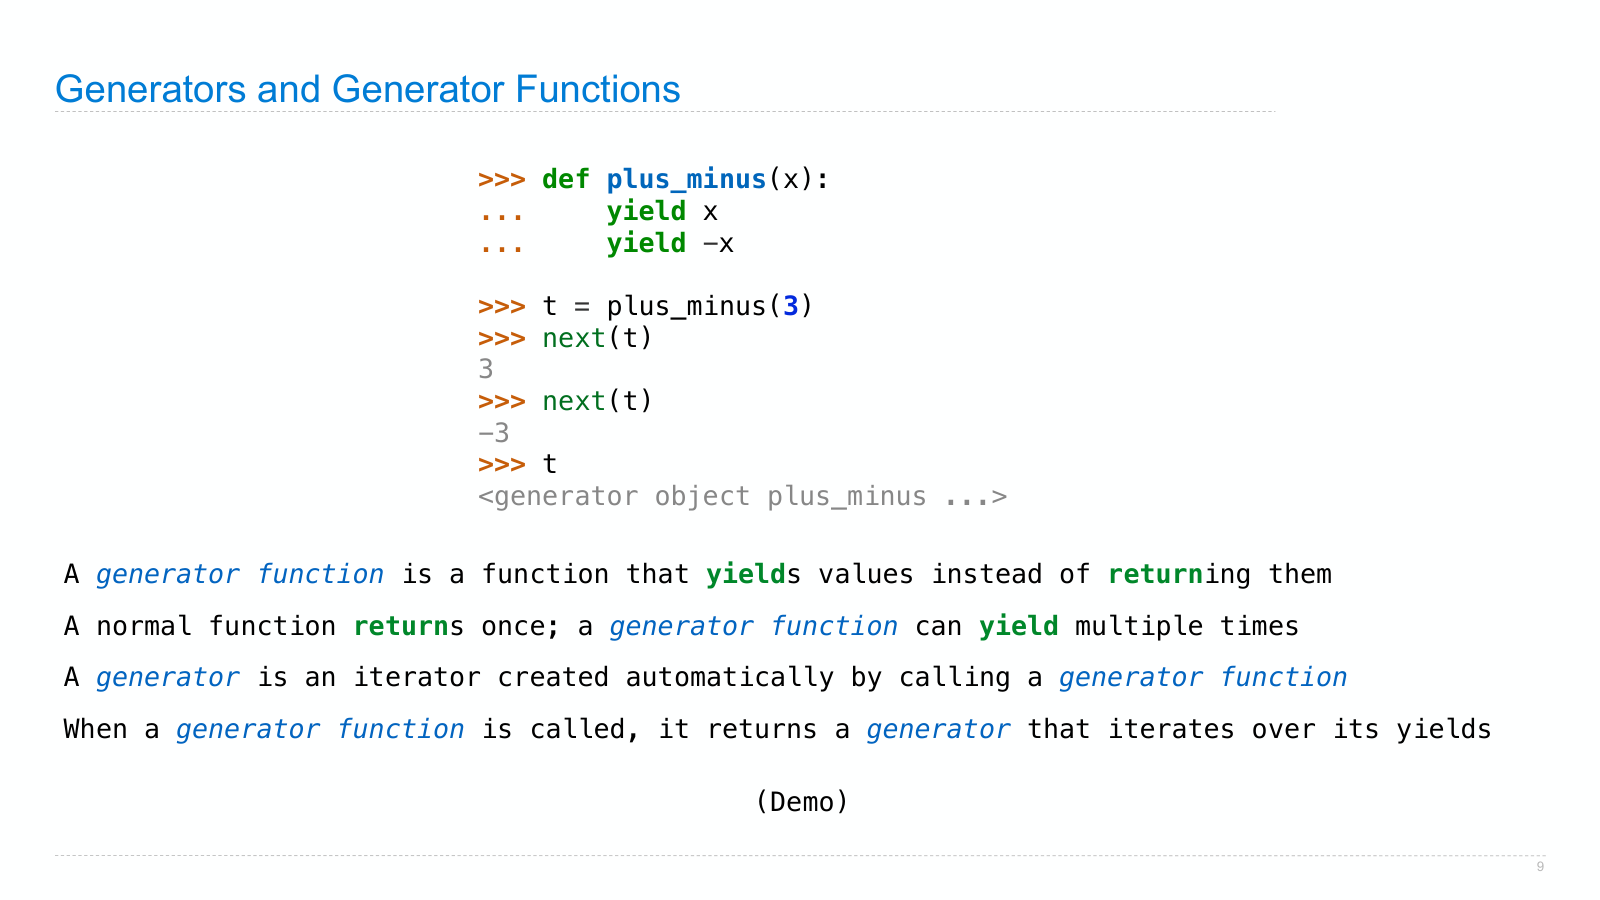 Generators and Generator Functions
>>> def plus_minus(x):
...     yield x
...     yield -x
>>> t = plus_minus(3)
>>> next(t)
3
>>> next(t)
-3
>>> t
<generator object plus_minus ...>
A generator function is a function that yields values instead of returning them
A normal function returns once; a generator function can yield multiple times
A generator is an iterator created automatically by calling a generator function
When a generator function is called, it returns a generator that iterates over its yields
(Demo)
9